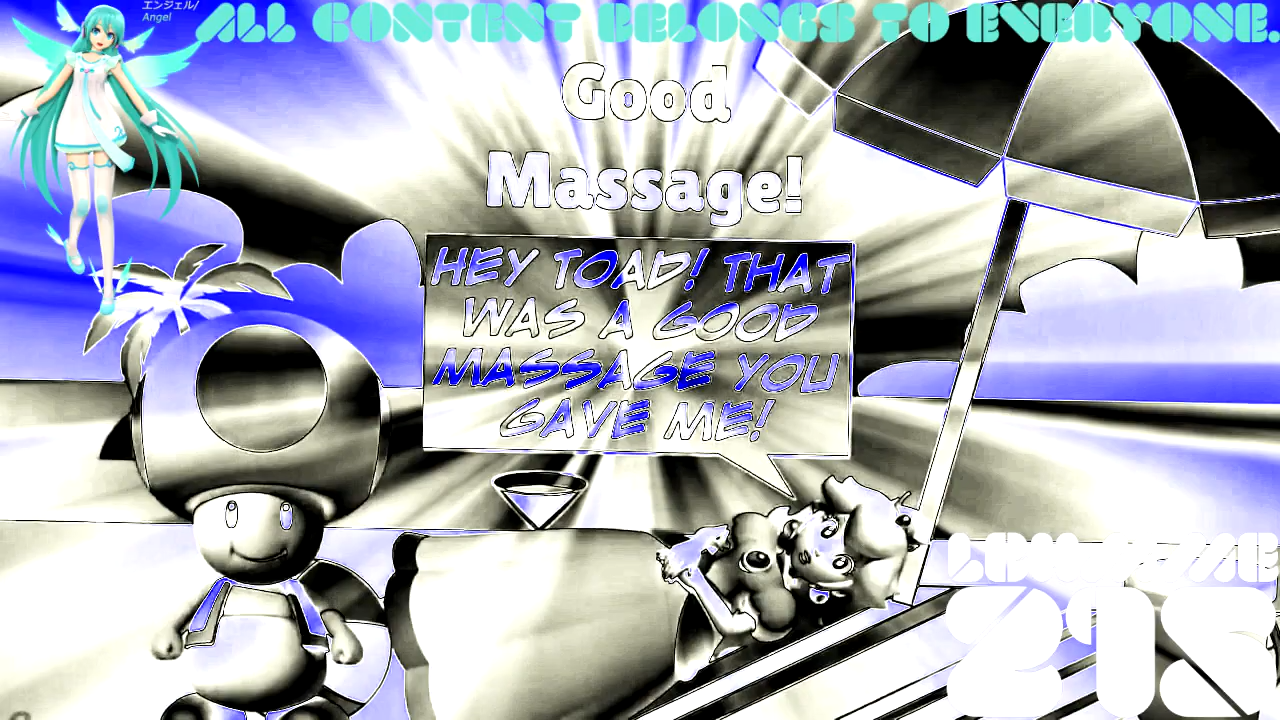 エンジェル/
Angel
ALL CONTENT BELONGS TO EVERYONE.
Good
Massage!
HEY TOAD! THAT
WAS A GOOD
MASSAGE YOU
GAVE ME!